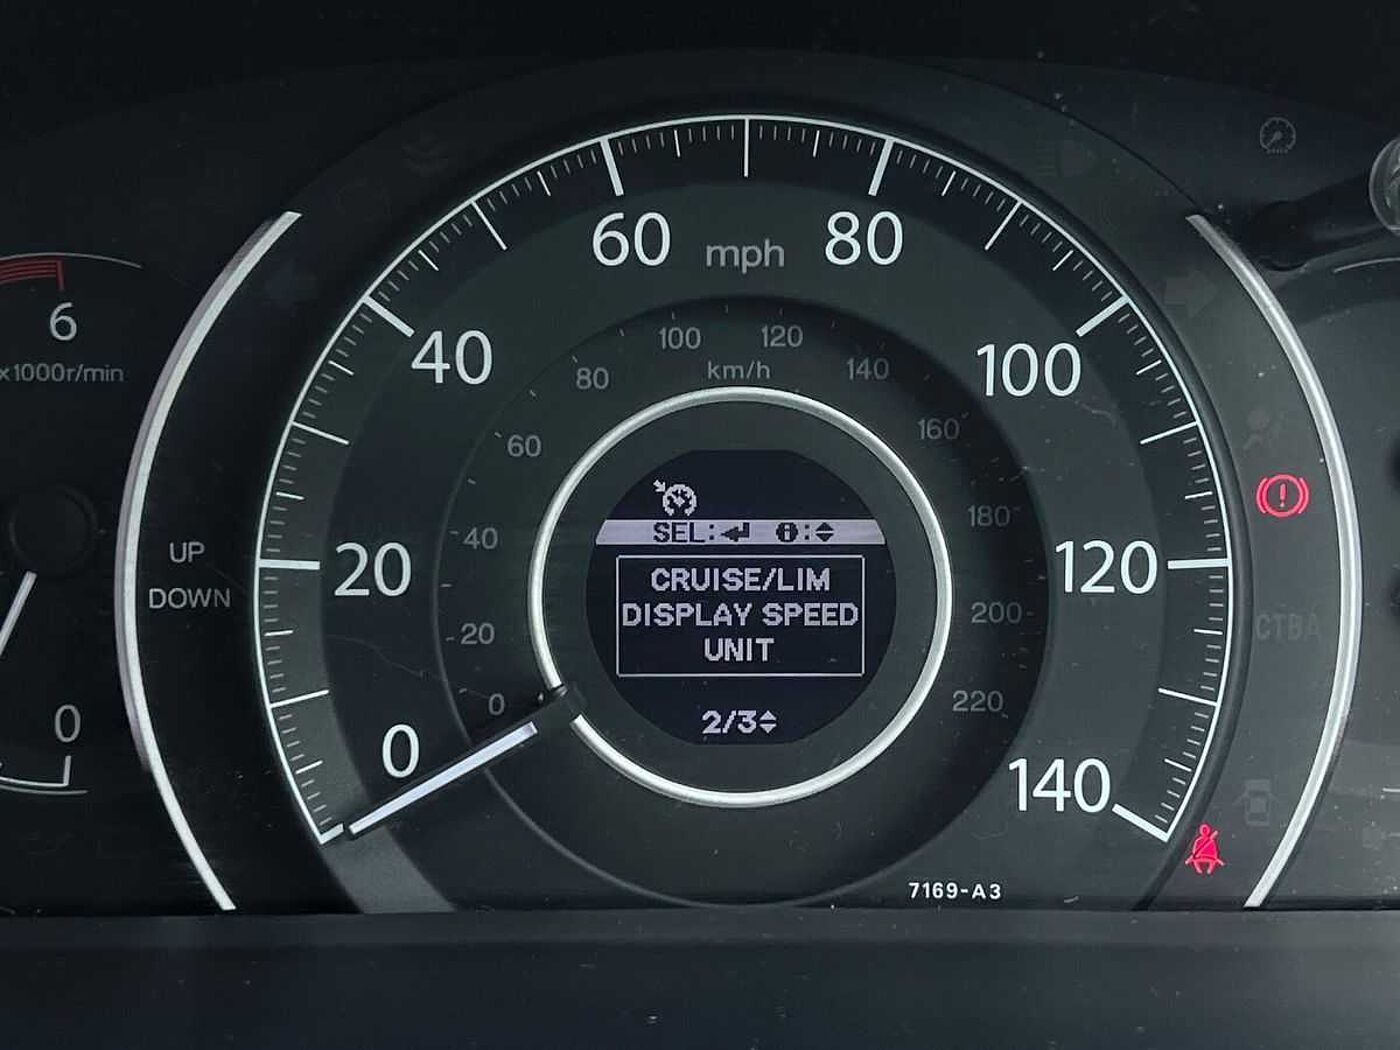 60 mph 80
40
100
20
120
0
140
100 120
km/h
80
140
60
160
40
180
20
200
0
220
6
x1000r/min
0
UP
DOWN
SEL: i:
CRUISE/LIM
DISPLAY SPEED
UNIT
2/3
CTBA
7169-A3